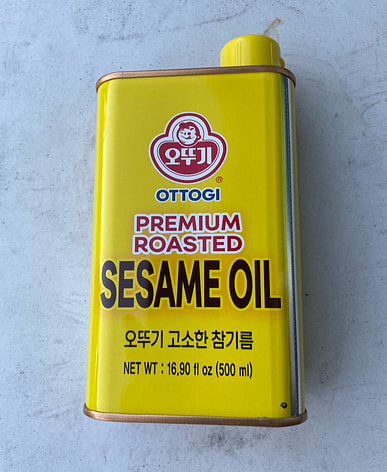 오뚜기
®
OTTOGI
PREMIUM
ROASTED
SESAME OIL
오뚜기 고소한 참기름
NET WT : 16.90 fl oz (500 ml)